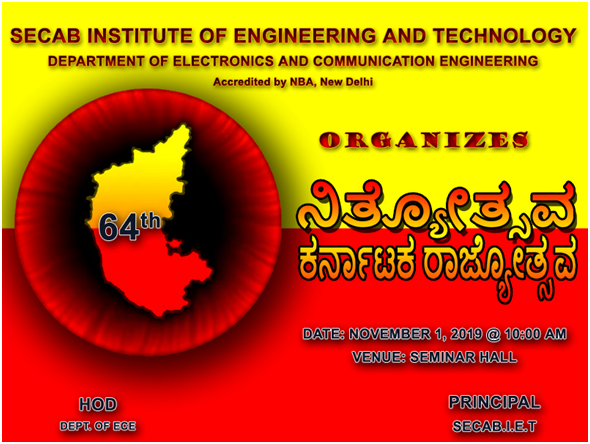 SECAB INSTITUTE OF ENGINEERING AND TECHNOLOGY
DEPARTMENT OF ELECTRONICS AND COMMUNICATION ENGINEERING
Accredited by NBA, New Delhi
ORGANIZES
64th
ನಿತ್ಯೋತ್ಸವ
ಕರ್ನಾಟಕ ರಾಜ್ಯೋತ್ಸವ
DATE: NOVEMBER 1, 2019 @ 10:00 AM
VENUE: SEMINAR HALL
HOD
DEPT. OF ECE
PRINCIPAL
SECAB.I.E.T